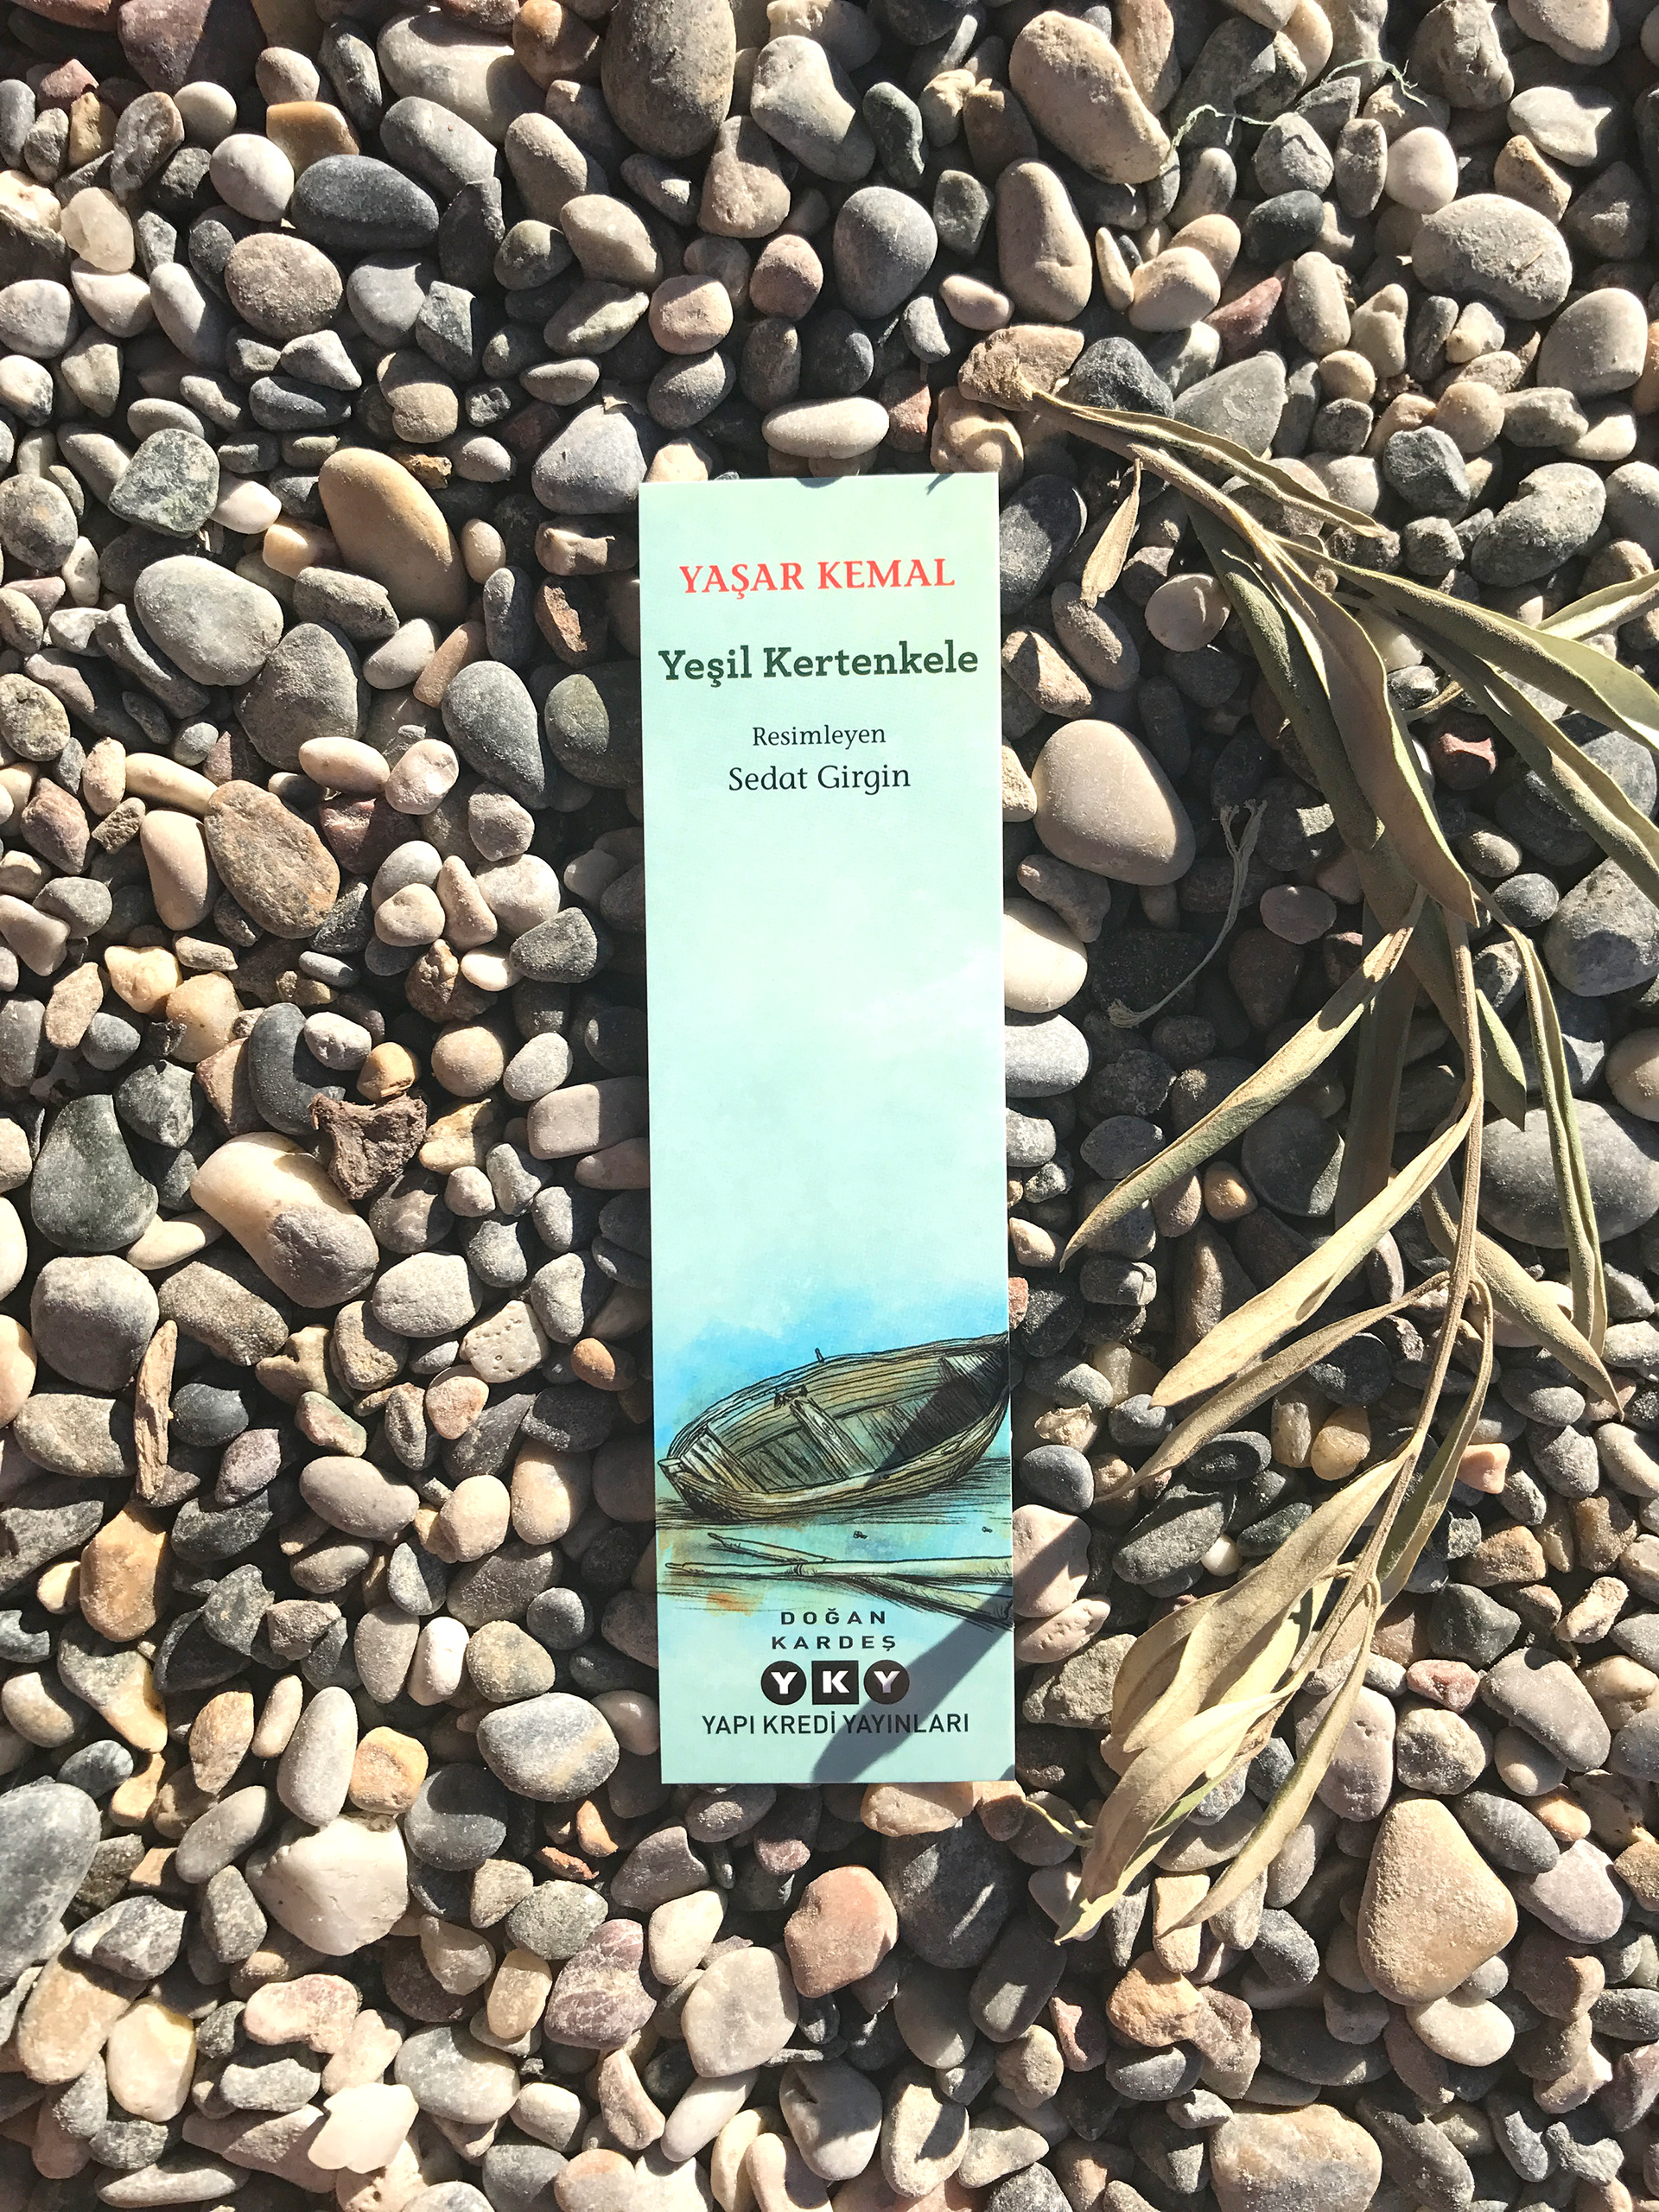 YAŞAR KEMAL
Yeşil Kertenkele
Resimleyen
Sedat Girgin
DOĞAN
KARDEŞ
YKY
YAPI KREDİ YAYINLARI